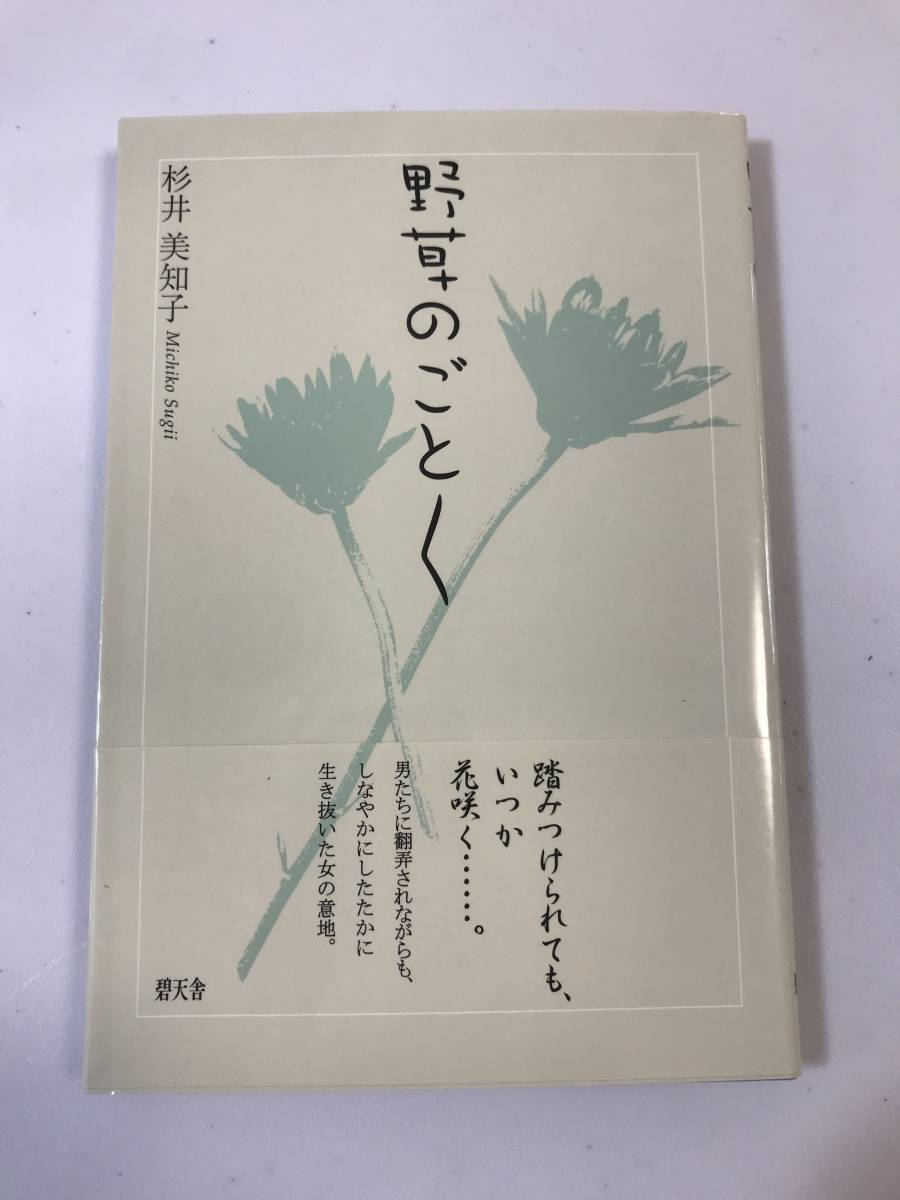 野草のごとく
杉井 美知子
Michiko Sugii
踏みつけられても、
いつか
花咲く……。
男たちに翻弄されながらも、
しなやかにしたたかに
生き抜いた女の意地。
碧天舎